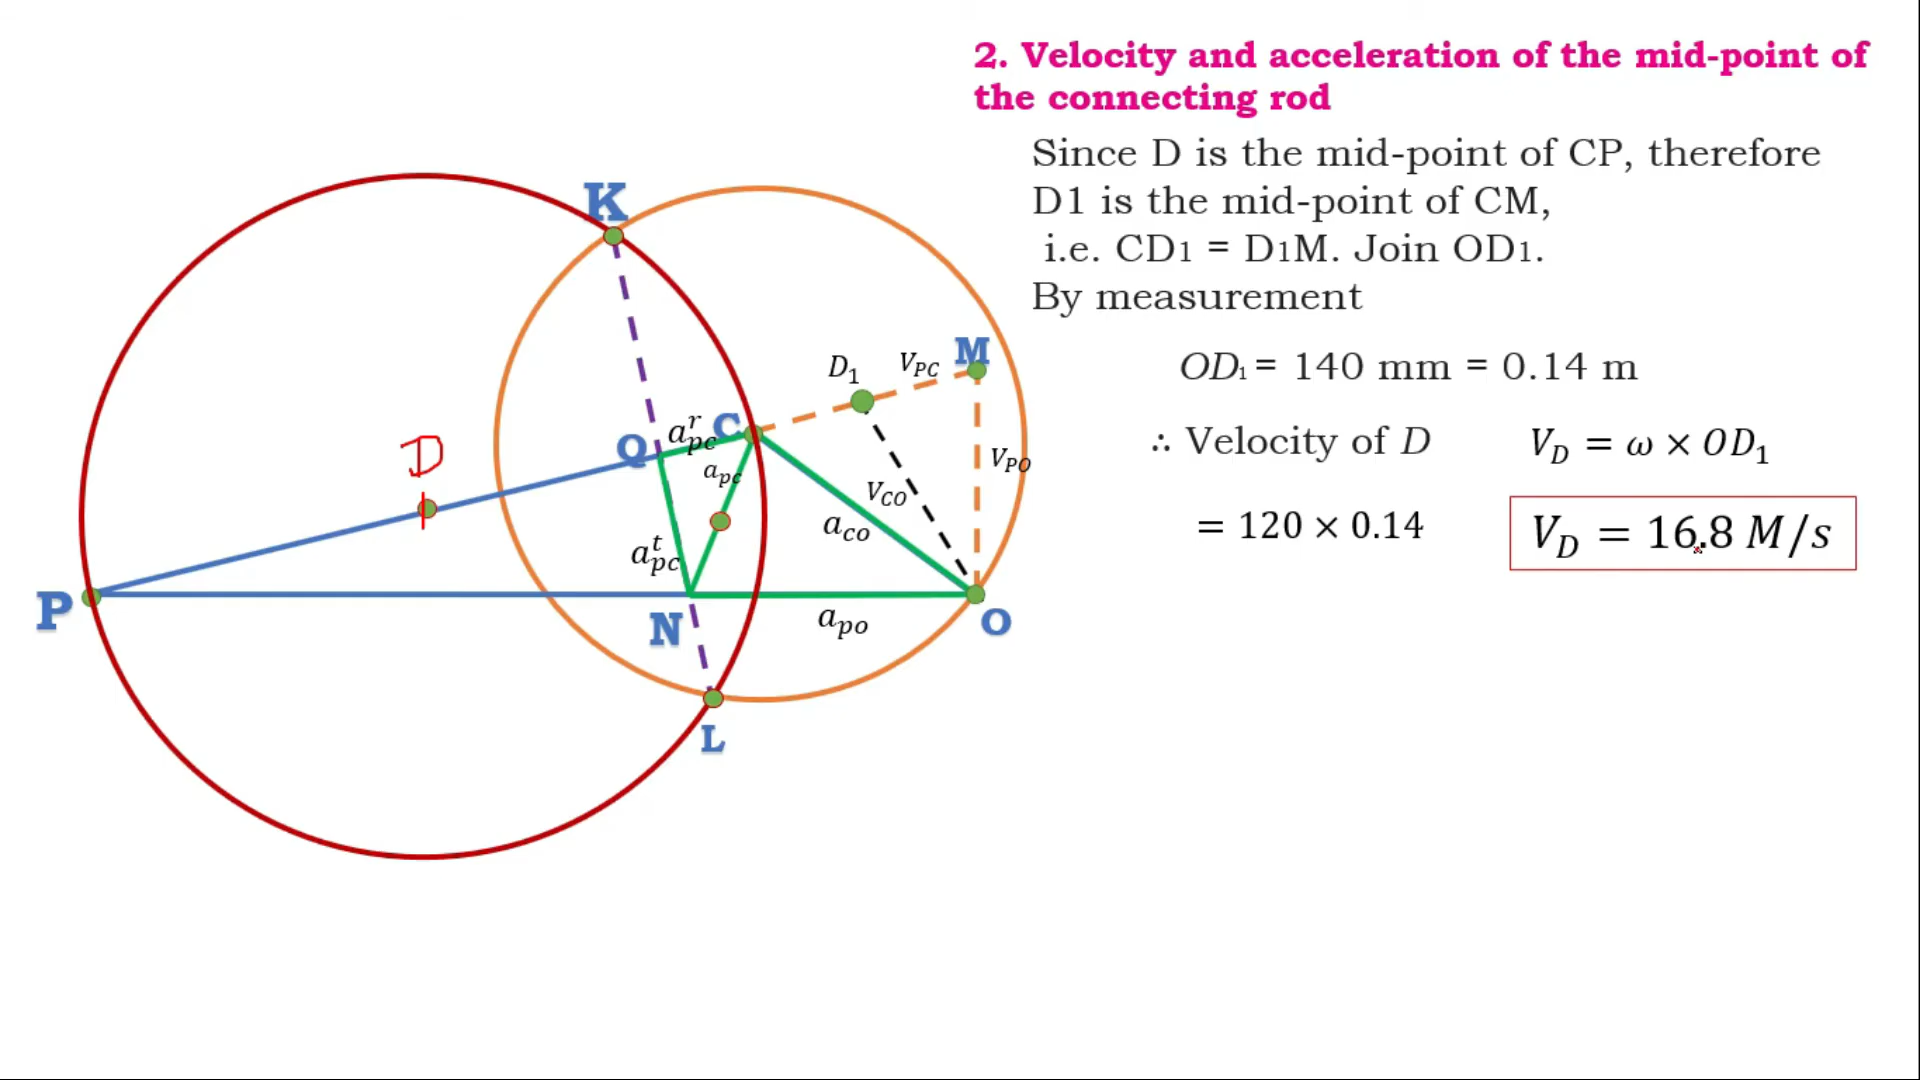 2. Velocity and acceleration of the mid-point of
the connecting rod
Since D is the mid-point of CP, therefore
D1 is the mid-point of CM,
i.e. CD1 = D1M. Join OD1.
By measurement
OD1 = 140 mm = 0.14 m
∴ Velocity of D V_D = ω × OD₁
= 120 × 0.14
V_D = 16.8 M/s
K
M
D₁
V_PC
C
a^r_pc
Q
D
a_pc
V_PO
V_CO
a_co
a^t_pc
P
N
a_po
O
L